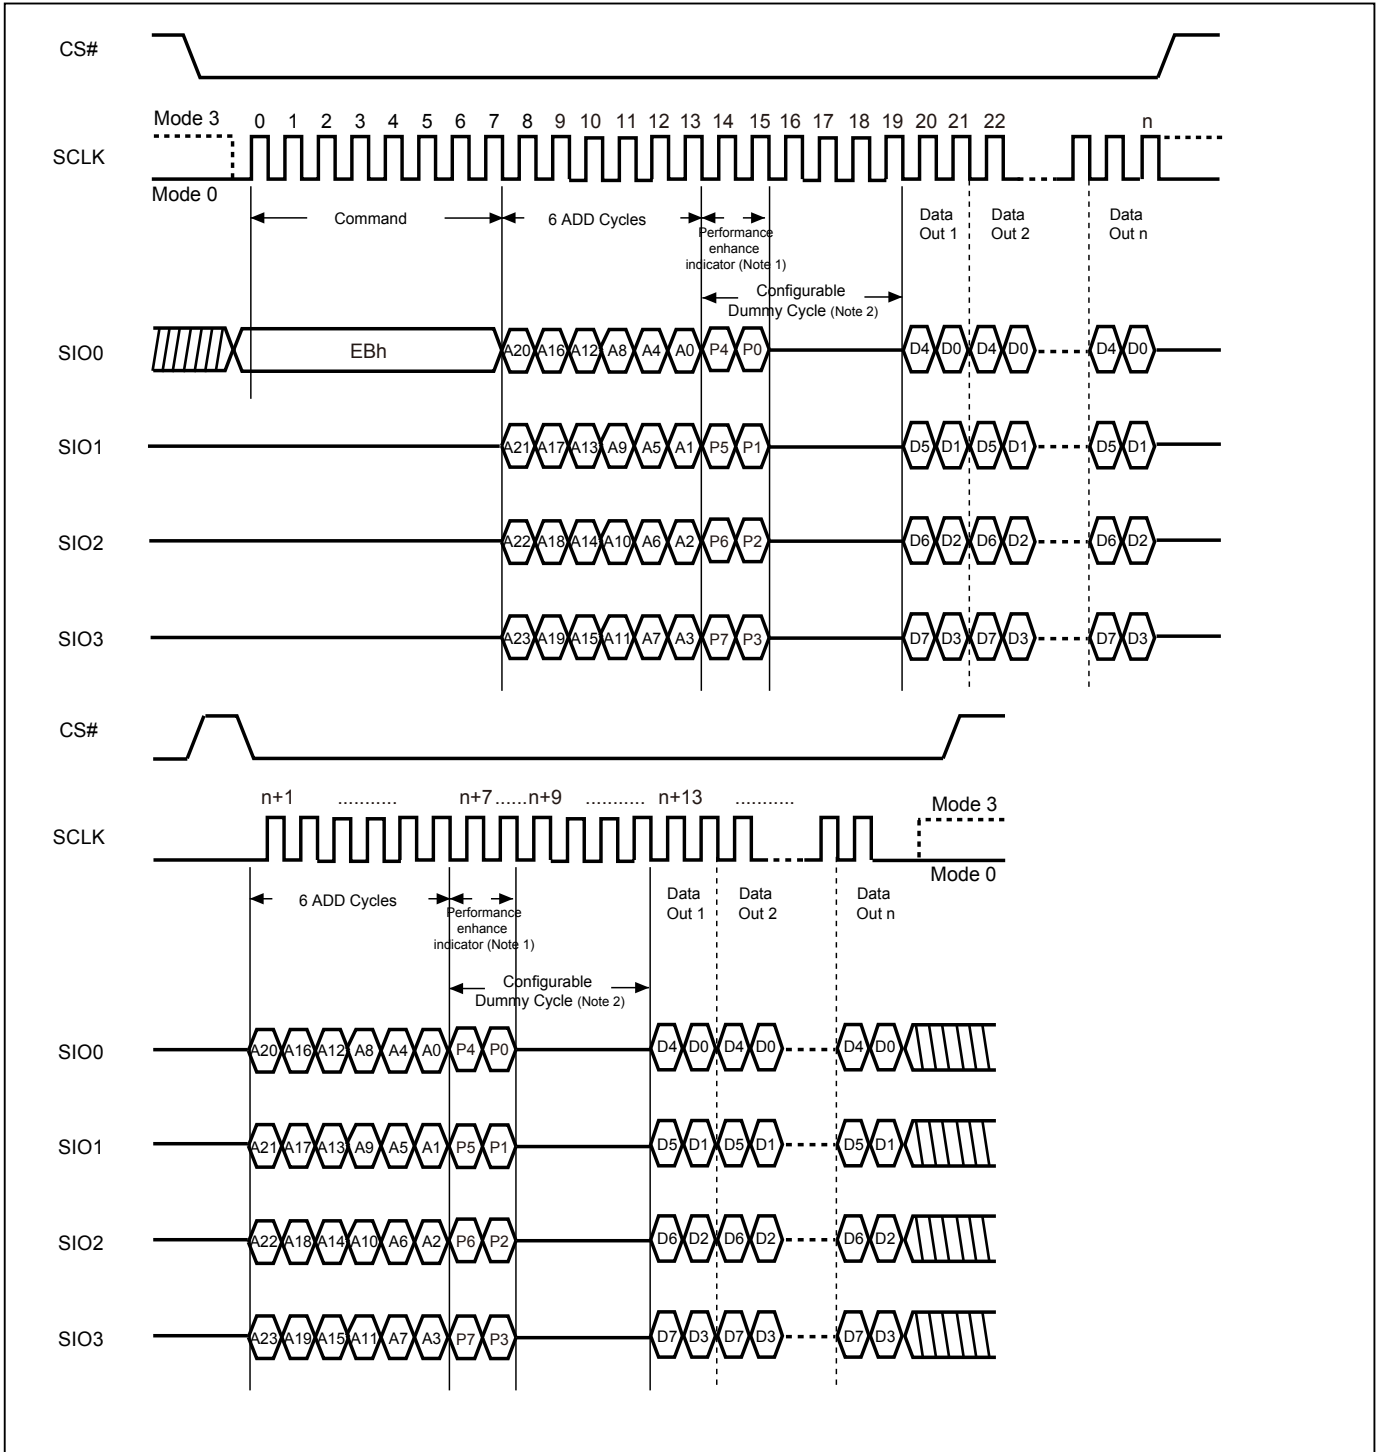 CS#
Mode 3
0 1 2 3 4 5 6 7 8 9 10 11 12 13 14 15 16 17 18 19 20 21 22 n
SCLK
Mode 0
Command 6 ADD Cycles Performance enhance indicator (Note 1) Data Out 1 Data Out 2 Data Out n
Configurable
Dummy Cycle (Note 2)
SIO0 EBh A20 A16 A12 A8 A4 A0 P4 P0 D4 D0 D4 D0 D4 D0
SIO1 A21 A17 A13 A9 A5 A1 P5 P1 D5 D1 D5 D1 D5 D1
SIO2 A22 A18 A14 A10 A6 A2 P6 P2 D6 D2 D6 D2 D6 D2
SIO3 A23 A19 A15 A11 A7 A3 P7 P3 D7 D3 D7 D3 D7 D3
CS#
n+1 ........... n+7 ...... n+9 ........... n+13 ...........
Mode 3
SCLK
Mode 0
6 ADD Cycles Performance enhance indicator (Note 1) Data Out 1 Data Out 2 Data Out n
Configurable
Dummy Cycle (Note 2)
SIO0 A20 A16 A12 A8 A4 A0 P4 P0 D4 D0 D4 D0 D4 D0
SIO1 A21 A17 A13 A9 A5 A1 P5 P1 D5 D1 D5 D1 D5 D1
SIO2 A22 A18 A14 A10 A6 A2 P6 P2 D6 D2 D6 D2 D6 D2
SIO3 A23 A19 A15 A11 A7 A3 P7 P3 D7 D3 D7 D3 D7 D3